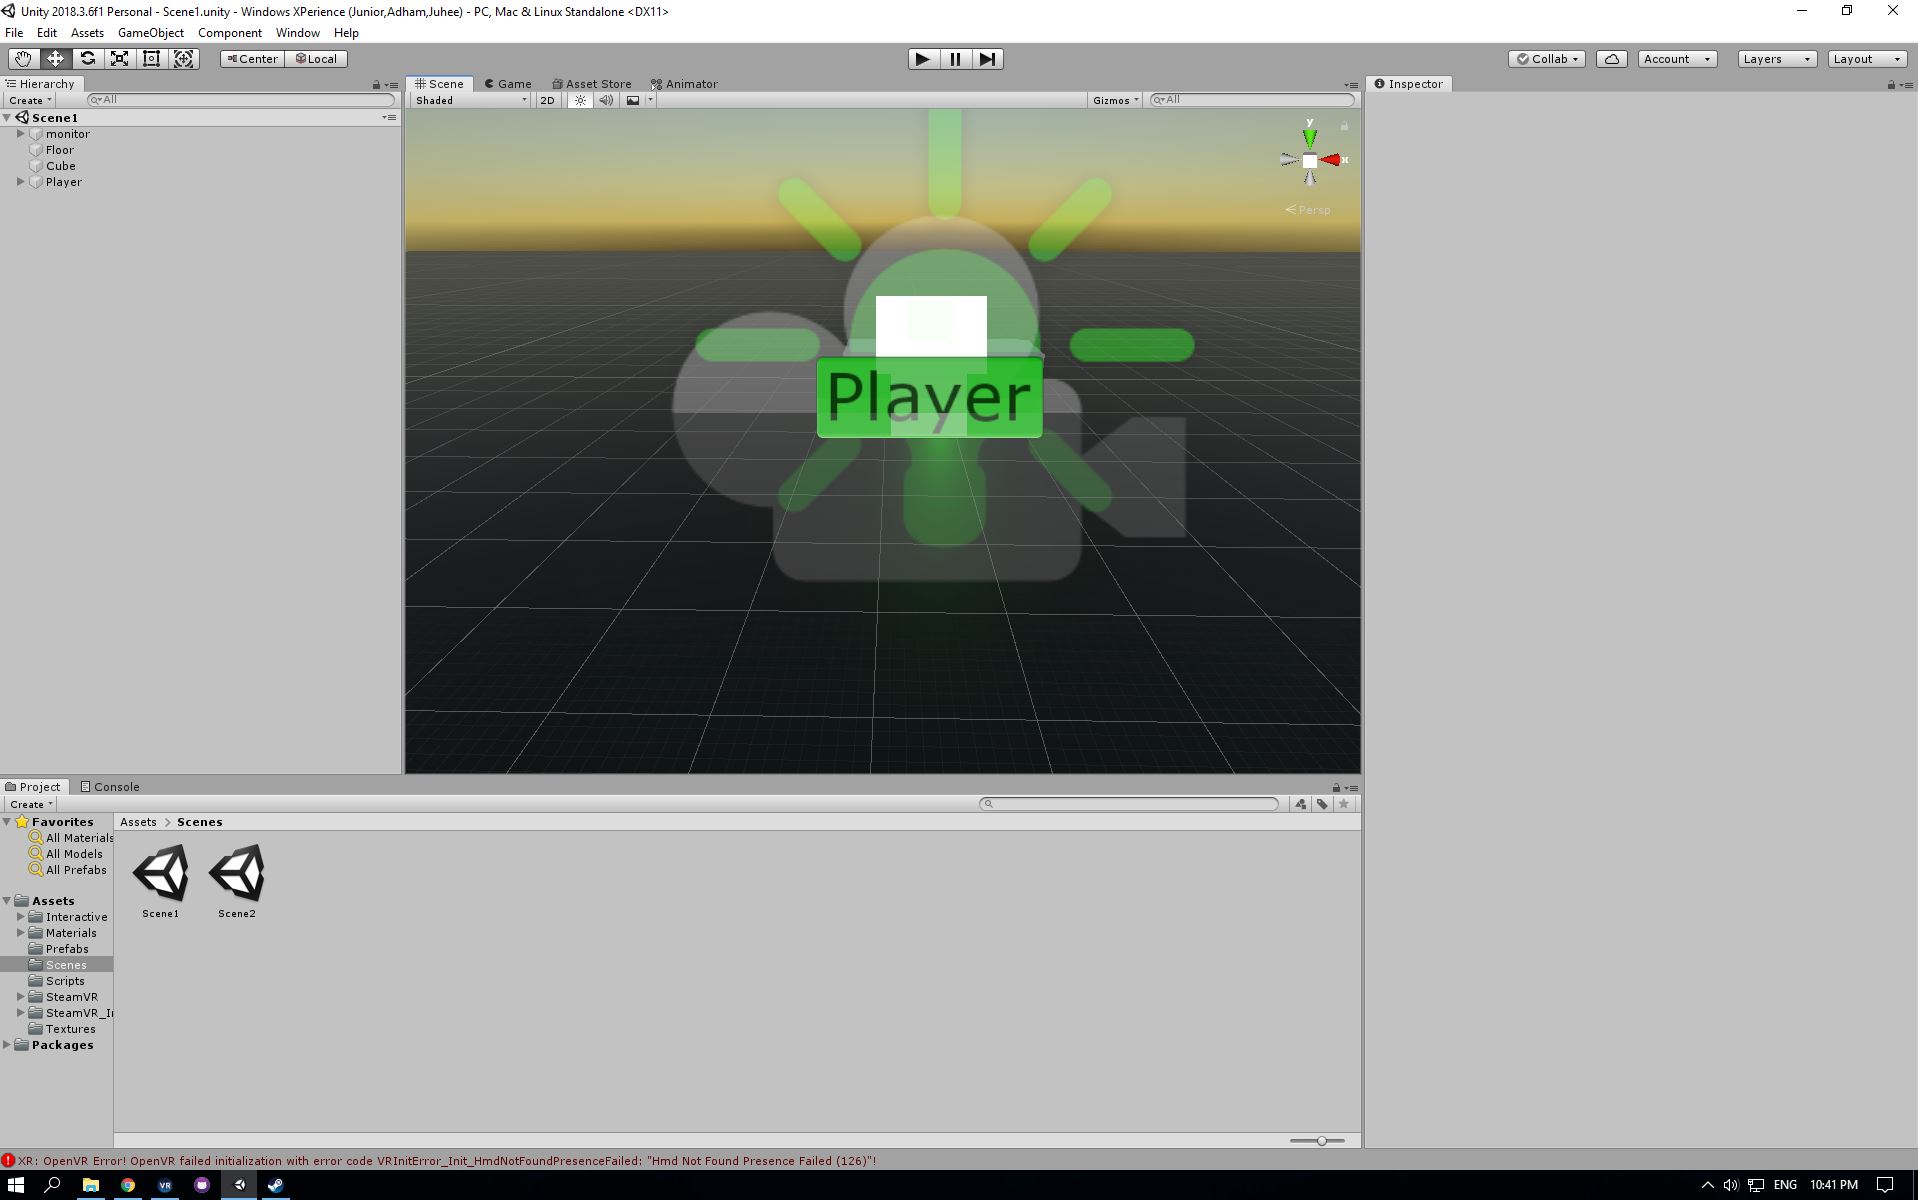 Unity 2018.3.6f1 Personal - Scene1.unity - Windows XPerience (Junior,Adham,Juhee) - PC, Mac & Linux Standalone <DX11>
File Edit Assets GameObject Component Window Help
Center Local Collab Account Layers Layout
Hierarchy Scene Game Asset Store Animator Inspector
Create All Shaded 2D Gizmos All
Scene1
monitor
Floor
Cube
Player
y
x
Persp
Player
Project Console
Create
Favorites Assets > Scenes
All Materials
All Models
All Prefabs
Assets
Interactive Scene1 Scene2
Materials
Prefabs
Scenes
Scripts
SteamVR
SteamVR_I
Textures
Packages
XR: OpenVR Error! OpenVR failed initialization with error code VRInitError_Init_HmdNotFoundPresenceFailed: "Hmd Not Found Presence Failed (126)"!
VR ENG 10:41 PM